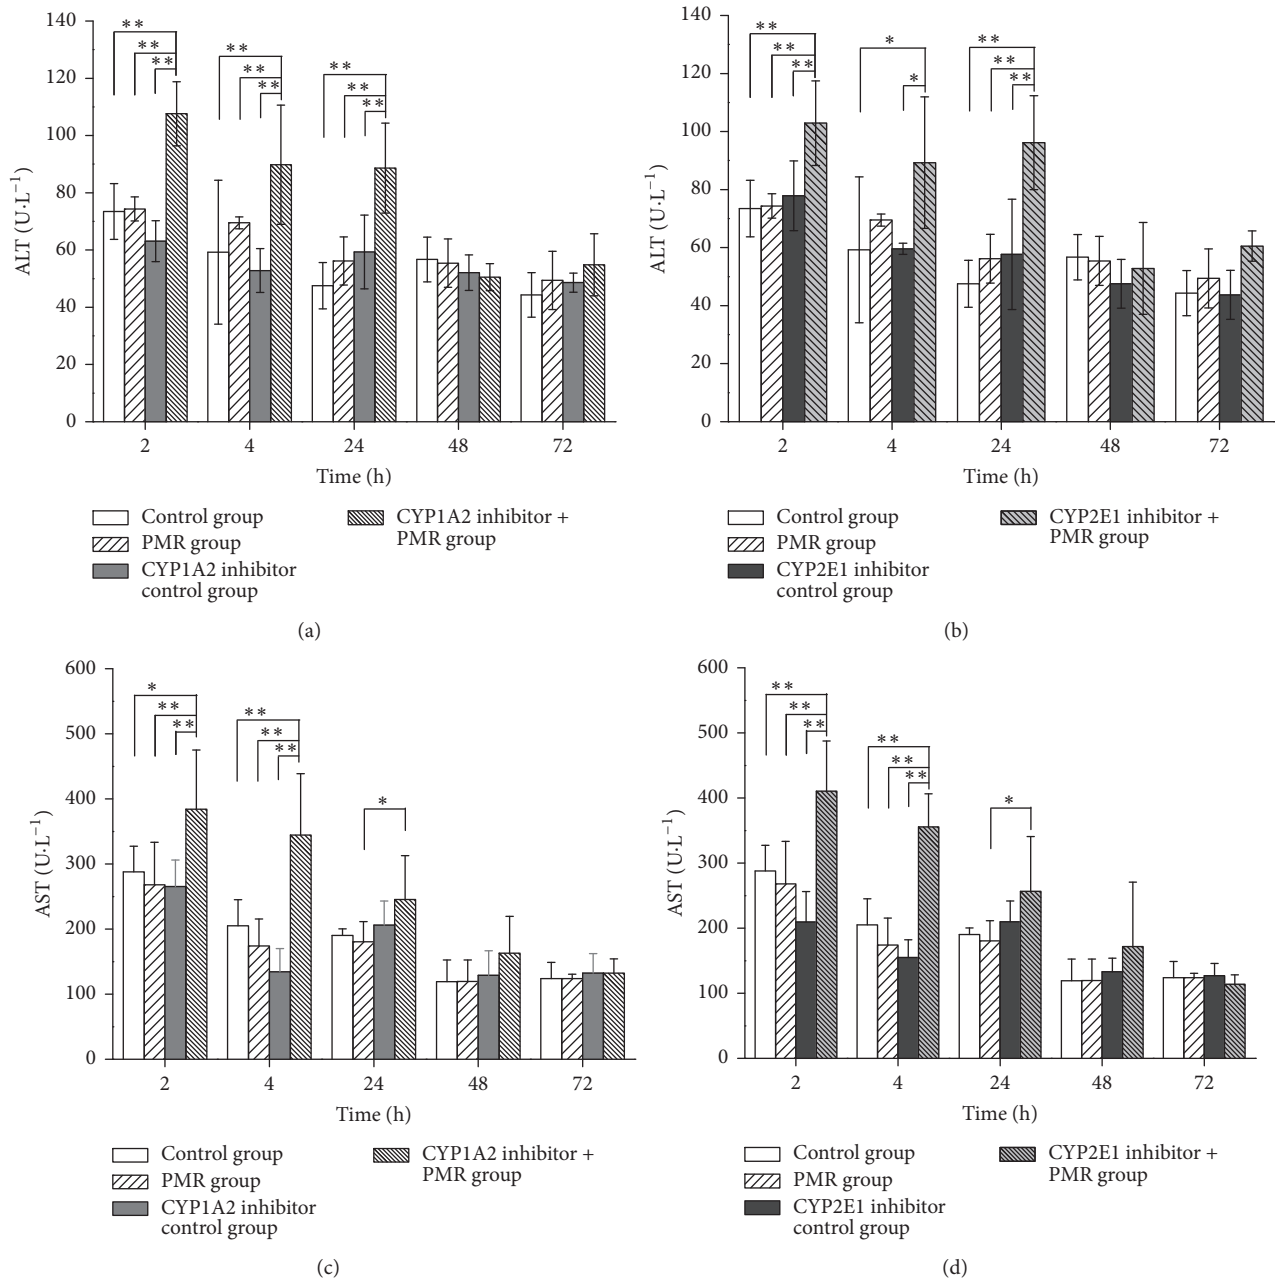 140
120
100
80
60
40
20
0
ALT (U·L⁻¹)
**
**
**
**
**
**
**
**
**
2
4
24
48
72
Time (h)
Control group
PMR group
CYP1A2 inhibitor
control group
CYP1A2 inhibitor +
PMR group
(a)
140
120
100
80
60
40
20
0
ALT (U·L⁻¹)
**
**
**
*
*
**
**
**
2
4
24
48
72
Time (h)
Control group
PMR group
CYP2E1 inhibitor
control group
CYP2E1 inhibitor +
PMR group
(b)
600
500
400
300
200
100
0
AST (U·L⁻¹)
*
**
**
**
**
**
*
2
4
24
48
72
Time (h)
Control group
PMR group
CYP1A2 inhibitor
control group
CYP1A2 inhibitor +
PMR group
(c)
600
500
400
300
200
100
0
AST (U·L⁻¹)
**
**
**
**
**
**
*
2
4
24
48
72
Time (h)
Control group
PMR group
CYP2E1 inhibitor
control group
CYP2E1 inhibitor +
PMR group
(d)